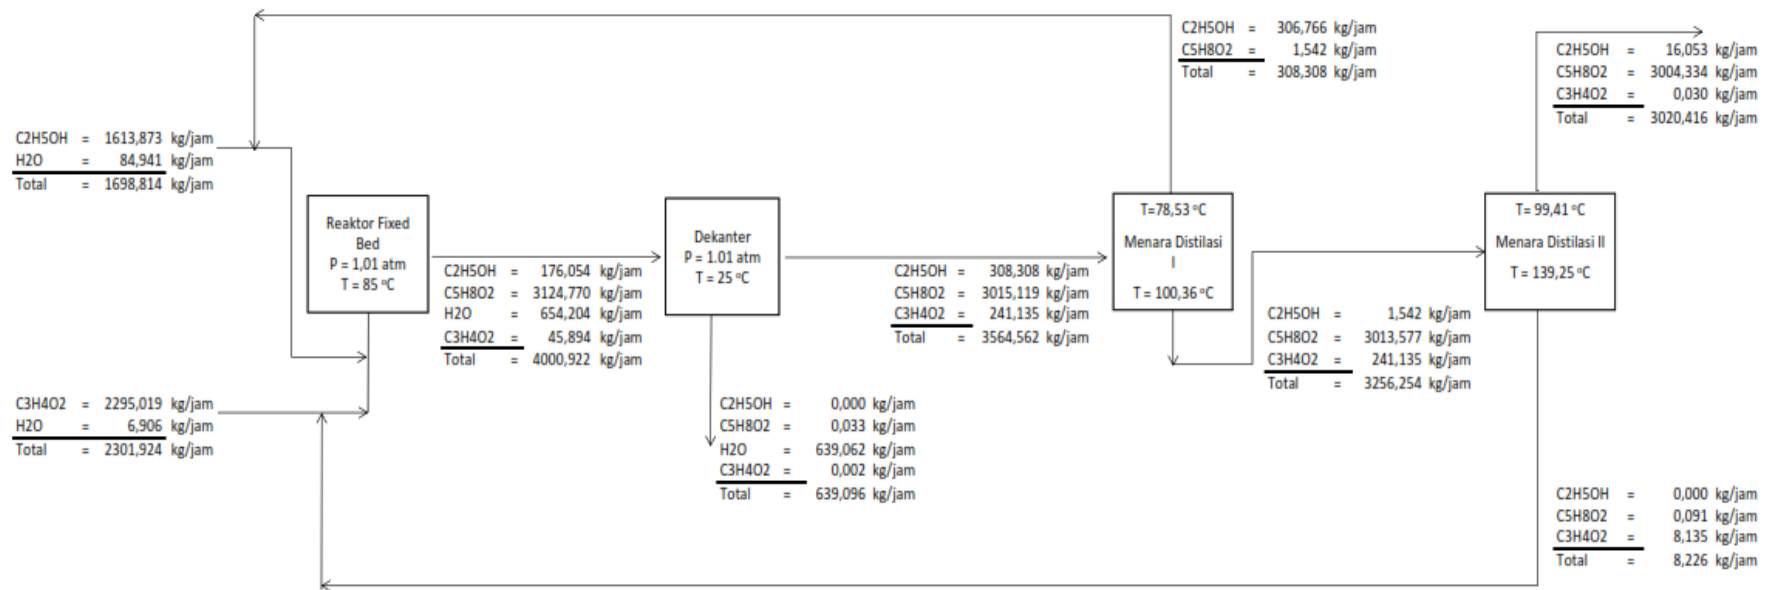 C2H5OH = 306,766 kg/jam
C5H8O2 = 1,542 kg/jam
Total = 308,308 kg/jam
C2H5OH = 16,053 kg/jam
C5H8O2 = 3004,334 kg/jam
C3H4O2 = 0,030 kg/jam
Total = 3020,416 kg/jam
C2H5OH = 1613,873 kg/jam
H2O = 84,941 kg/jam
Total = 1698,814 kg/jam
Reaktor Fixed
Bed
P = 1,01 atm
T = 85 °C
Dekanter
P = 1.01 atm
T = 25 °C
T=78,53 °C
Menara Distilasi
I
T = 100,36 °C
T= 99,41 °C
Menara Distilasi II
T = 139,25 °C
C2H5OH = 176,054 kg/jam
C5H8O2 = 3124,770 kg/jam
H2O = 654,204 kg/jam
C3H4O2 = 45,894 kg/jam
Total = 4000,922 kg/jam
C2H5OH = 308,308 kg/jam
C5H8O2 = 3015,119 kg/jam
C3H4O2 = 241,135 kg/jam
Total = 3564,562 kg/jam
C2H5OH = 1,542 kg/jam
C5H8O2 = 3013,577 kg/jam
C3H4O2 = 241,135 kg/jam
Total = 3256,254 kg/jam
C3H4O2 = 2295,019 kg/jam
H2O = 6,906 kg/jam
Total = 2301,924 kg/jam
C2H5OH = 0,000 kg/jam
C5H8O2 = 0,033 kg/jam
H2O = 639,062 kg/jam
C3H4O2 = 0,002 kg/jam
Total = 639,096 kg/jam
C2H5OH = 0,000 kg/jam
C5H8O2 = 0,091 kg/jam
C3H4O2 = 8,135 kg/jam
Total = 8,226 kg/jam